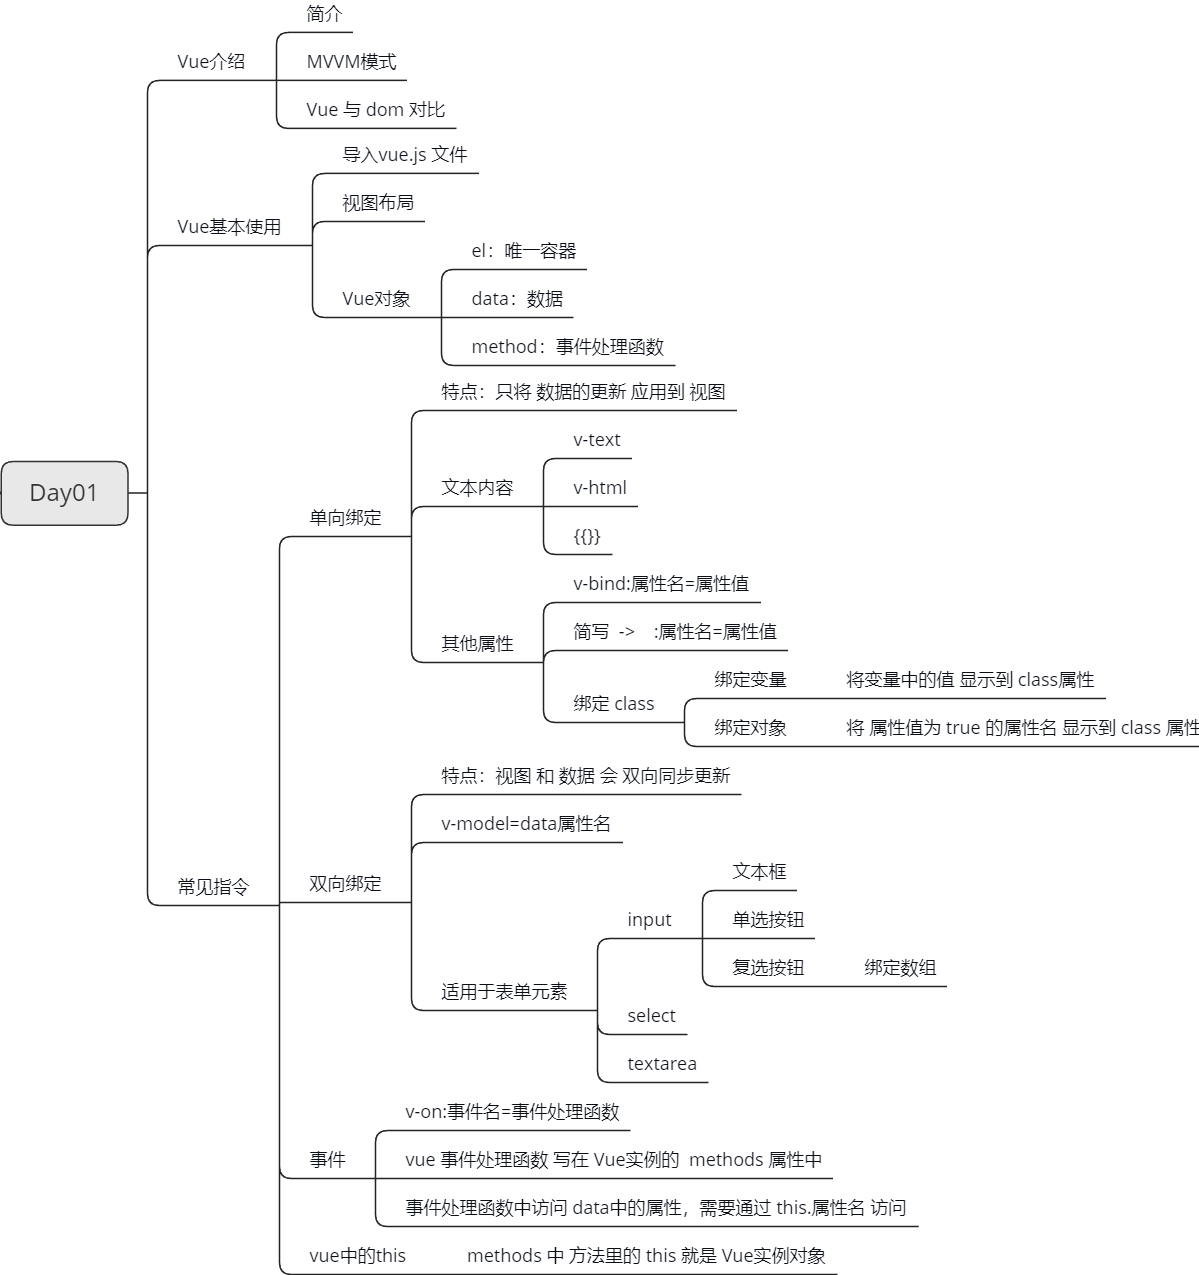 简介
Vue介绍
MVVM模式
Vue 与 dom 对比
导入vue.js 文件
视图布局
Vue基本使用
el：唯一容器
Vue对象
data：数据
method：事件处理函数
特点：只将 数据的更新 应用到 视图
v-text
文本内容
v-html
{{}}
Day01
单向绑定
v-bind:属性名=属性值
其他属性
简写 -> :属性名=属性值
绑定 class
绑定变量
将变量中的值 显示到 class属性
绑定对象
将 属性值为 true 的属性名 显示到 class 属性
特点：视图 和 数据 会 双向同步更新
v-model=data属性名
常见指令
双向绑定
文本框
input
单选按钮
复选按钮
绑定数组
适用于表单元素
select
textarea
v-on:事件名=事件处理函数
事件
vue 事件处理函数 写在 Vue实例的 methods 属性中
事件处理函数中访问 data中的属性，需要通过 this.属性名 访问
vue中的this
methods 中 方法里的 this 就是 Vue实例对象